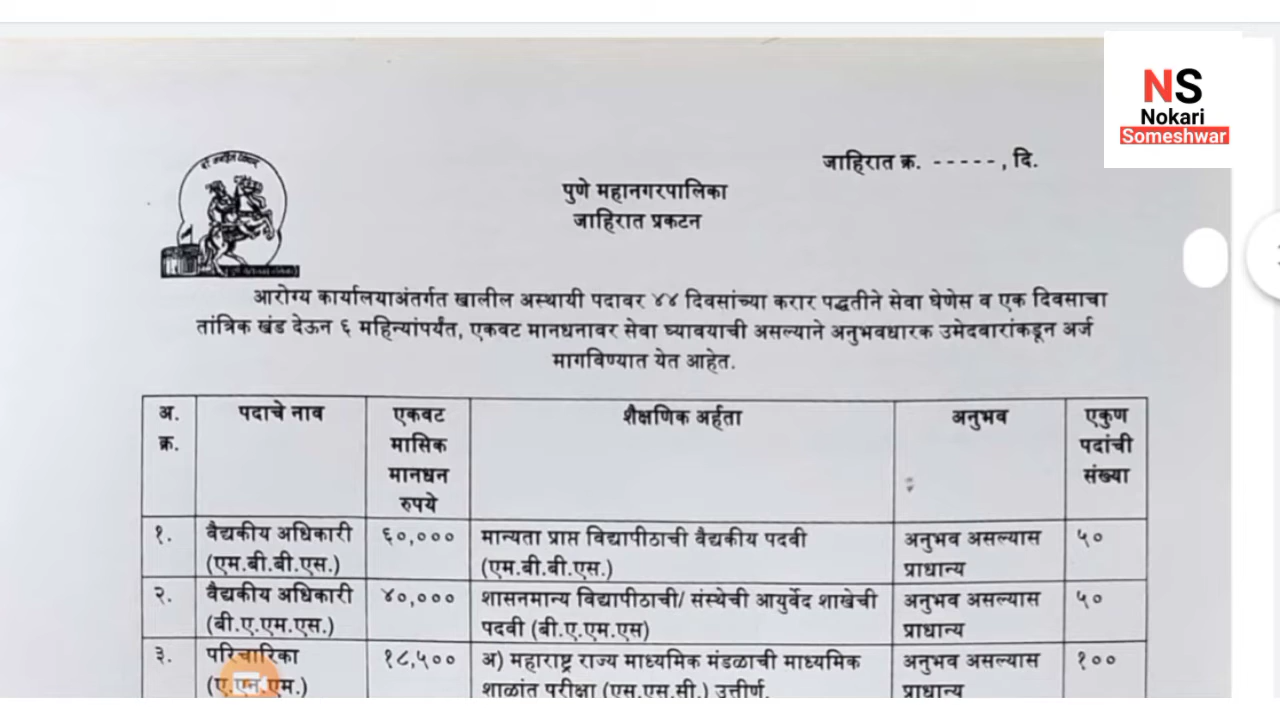 NS
Nokari
Someshwar
जाहिरात क्र. -----, दि.
पुणे महानगरपालिका
जाहिरात प्रकटन
आरोग्य कार्यालयाअंतर्गत खालील अस्थायी पदावर ४४ दिवसांच्या करार पद्धतीने सेवा घेणेस व एक दिवसाचा
तांत्रिक खंड देऊन ६ महिन्यांपर्यंत, एकवट मानधनावर सेवा घ्यावयाची असल्याने अनुभवधारक उमेदवारांकडून अर्ज
मागविण्यात येत आहेत.
अ. क्र. पदाचे नाव एकवट मासिक मानधन रुपये शैक्षणिक अर्हता अनुभव एकुण पदांची संख्या
१. वैद्यकीय अधिकारी ६०,००० मान्यता प्राप्त विद्यापीठाची वैद्यकीय पदवी अनुभव असल्यास ५०
(एम.बी.बी.एस.) (एम.बी.बी.एस.) प्राधान्य
२. वैद्यकीय अधिकारी ४०,००० शासनमान्य विद्यापीठाची/ संस्थेची आयुर्वेद शाखेची अनुभव असल्यास ५०
(बी.ए.एम.एस.) पदवी (बी.ए.एम.एस) प्राधान्य
३. परिचारिका १८,५०० अ) महाराष्ट्र राज्य माध्यमिक मंडळाची माध्यमिक अनुभव असल्यास १००
(ए.एन.एम.) शाळांत परीक्षा (एस.एस.सी.) उत्तीर्ण. प्राधान्य